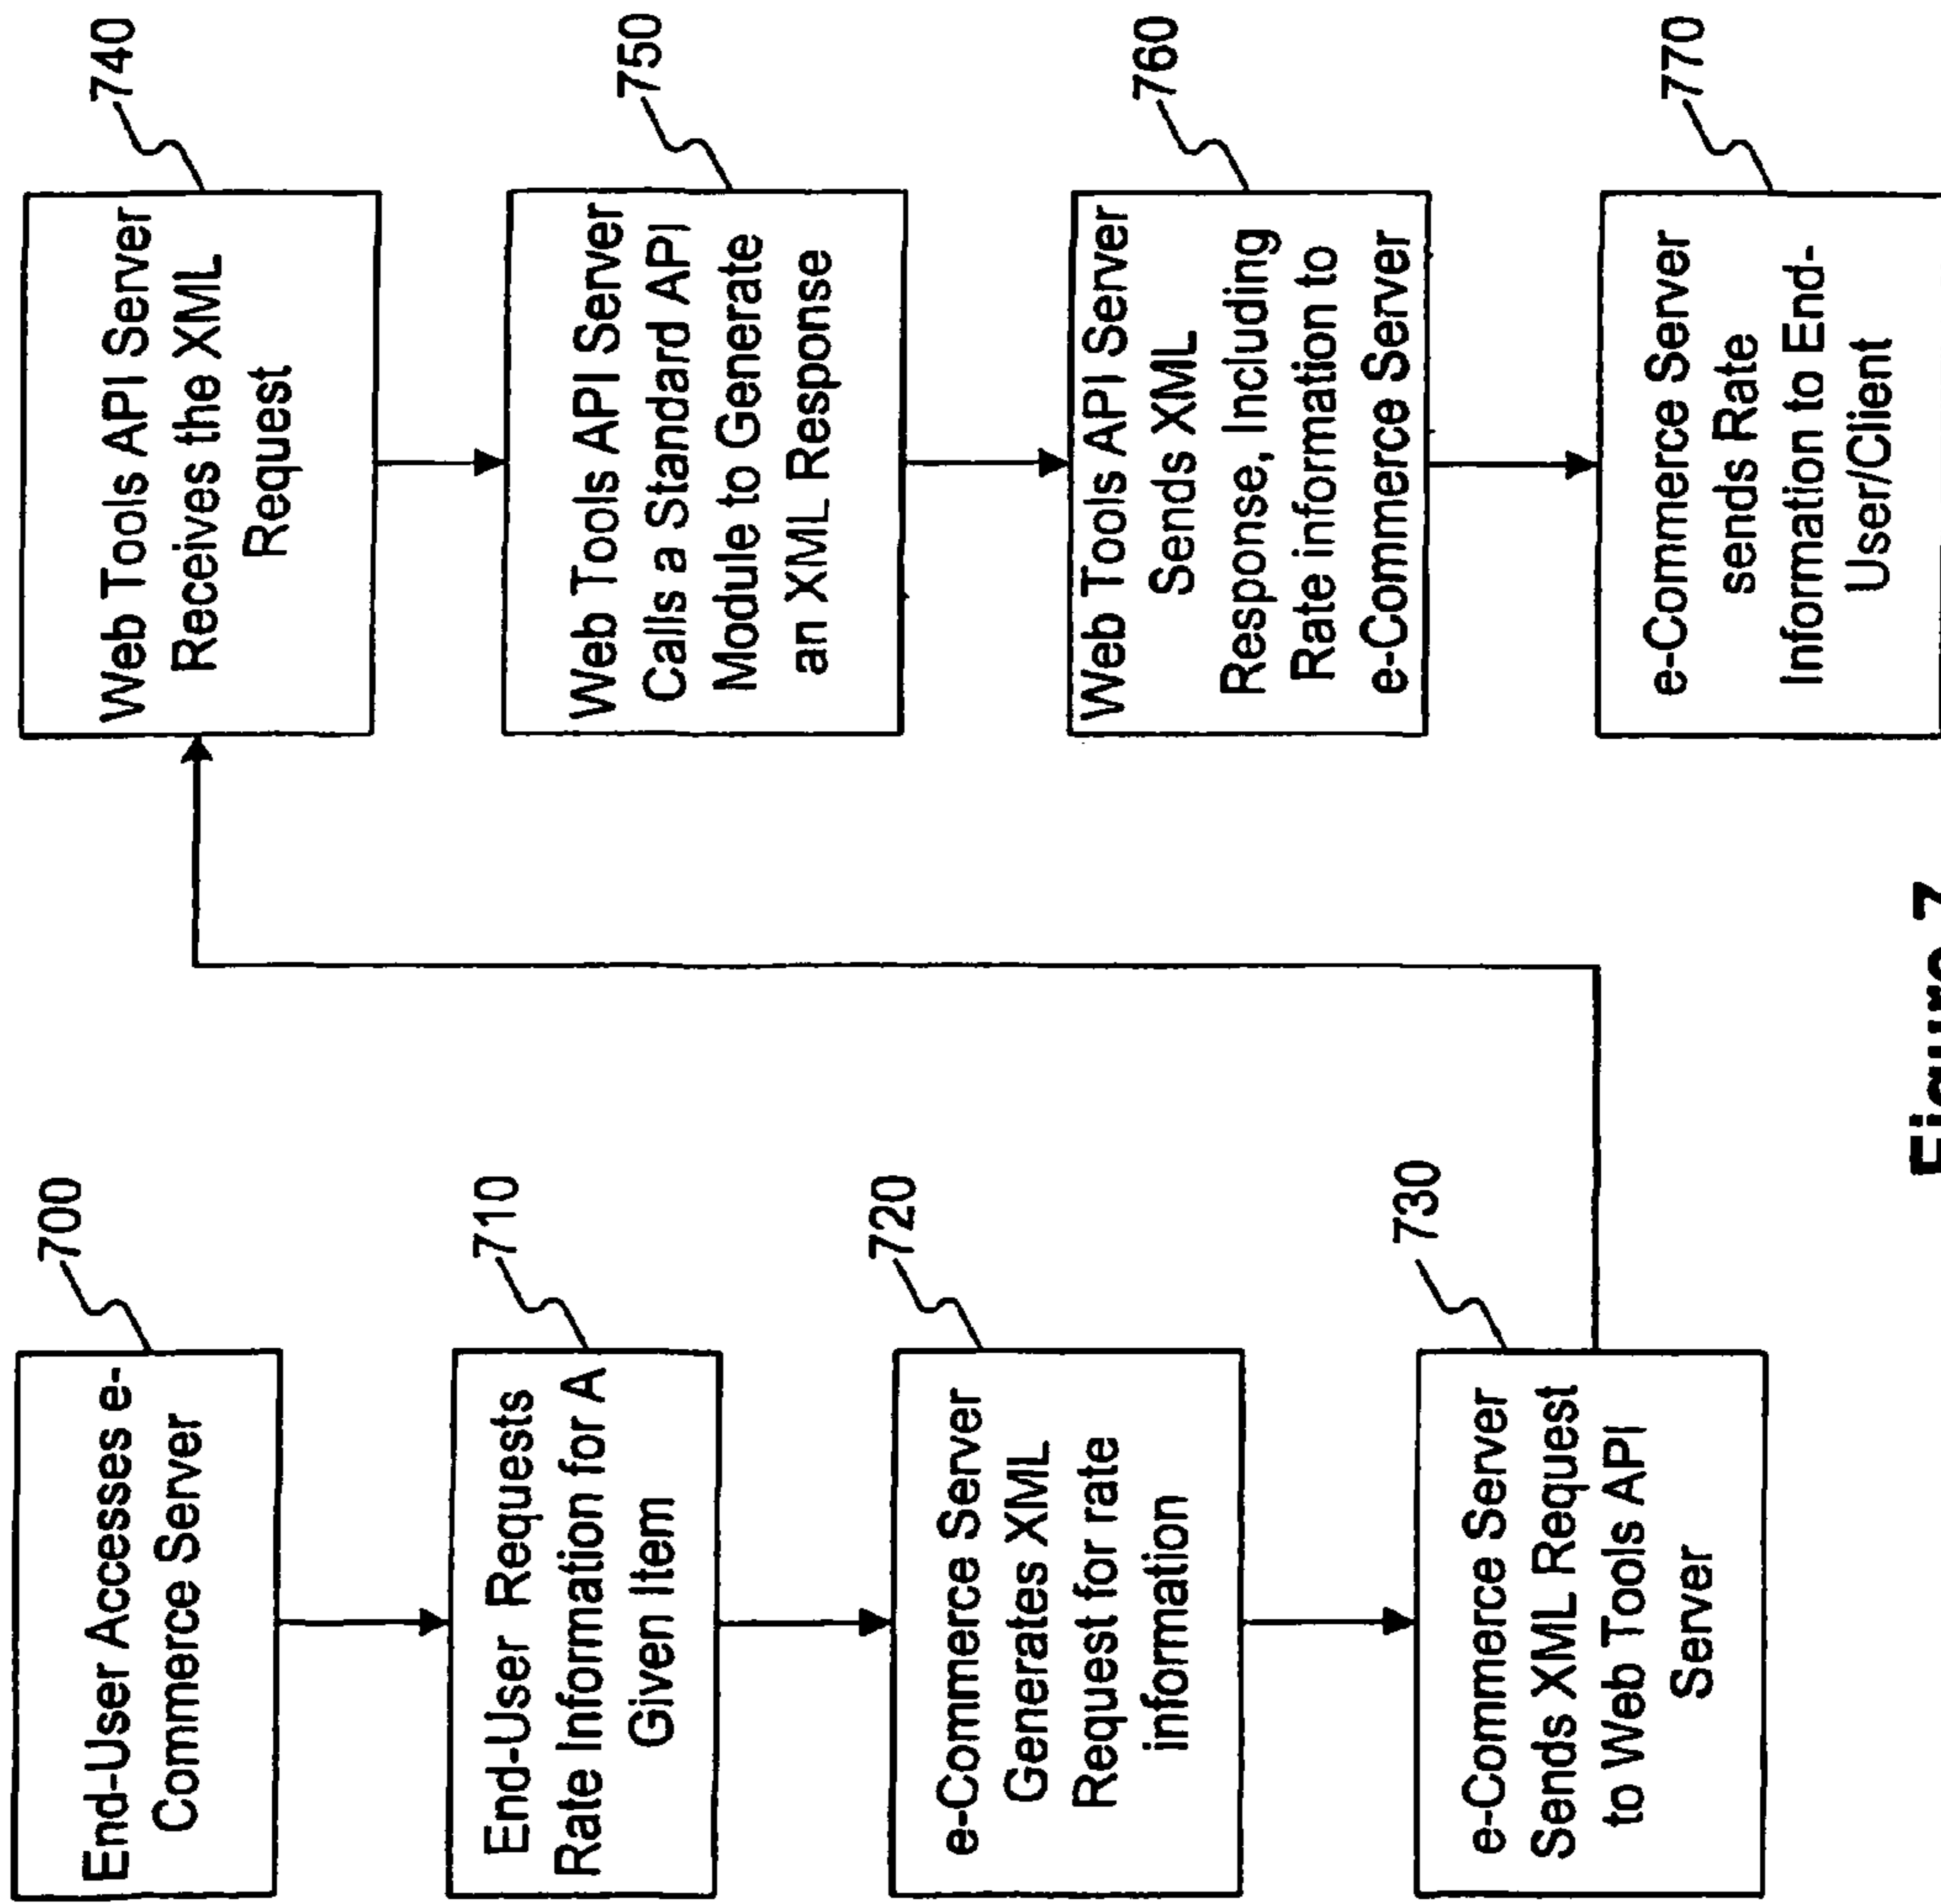 700
End-User Accesses e-
Commerce Server
710
End-User Requests
Rate Information for A
Given Item
720
e-Commerce Server
Generates XML
Request for rate
information
730
e-Commerce Server
Sends XML Request
to Web Tools API
Server
740
Web Tools API Server
Receives the XML
Request
750
Web Tools API Server
Calls a Standard API
Module to Generate
an XML Response
760
Web Tools API Server
Sends XML
Response, Including
Rate information to
e-Commerce Server
770
e-Commerce Server
sends Rate
Information to End-
User/Client
Figure 7